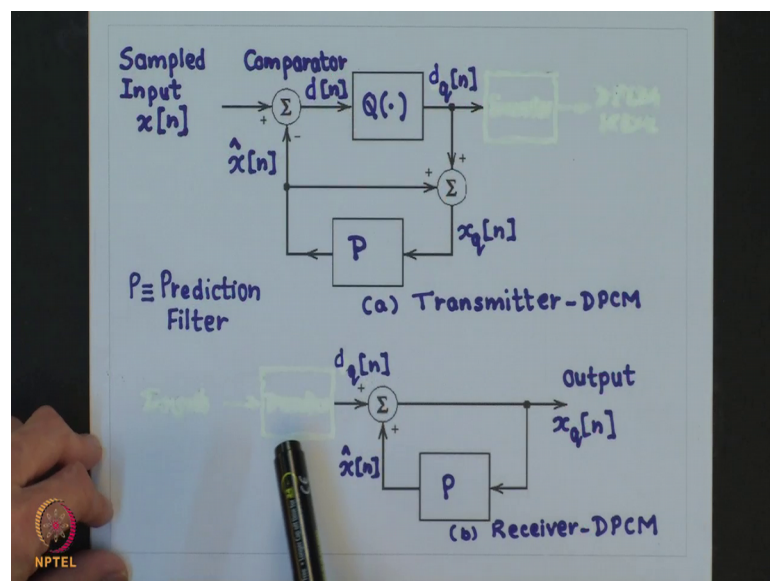 Sampled
Input
x[n]
Comparator
d[n]
Q(·)
d_q[n]
Σ
+
-
x̂[n]
+
+
Σ
x_q[n]
P
P ≡ Prediction
Filter
(a) Transmitter-DPCM
d_q[n]
+
Σ
+
Output
x_q[n]
x̂[n]
P
(b) Receiver-DPCM
NPTEL